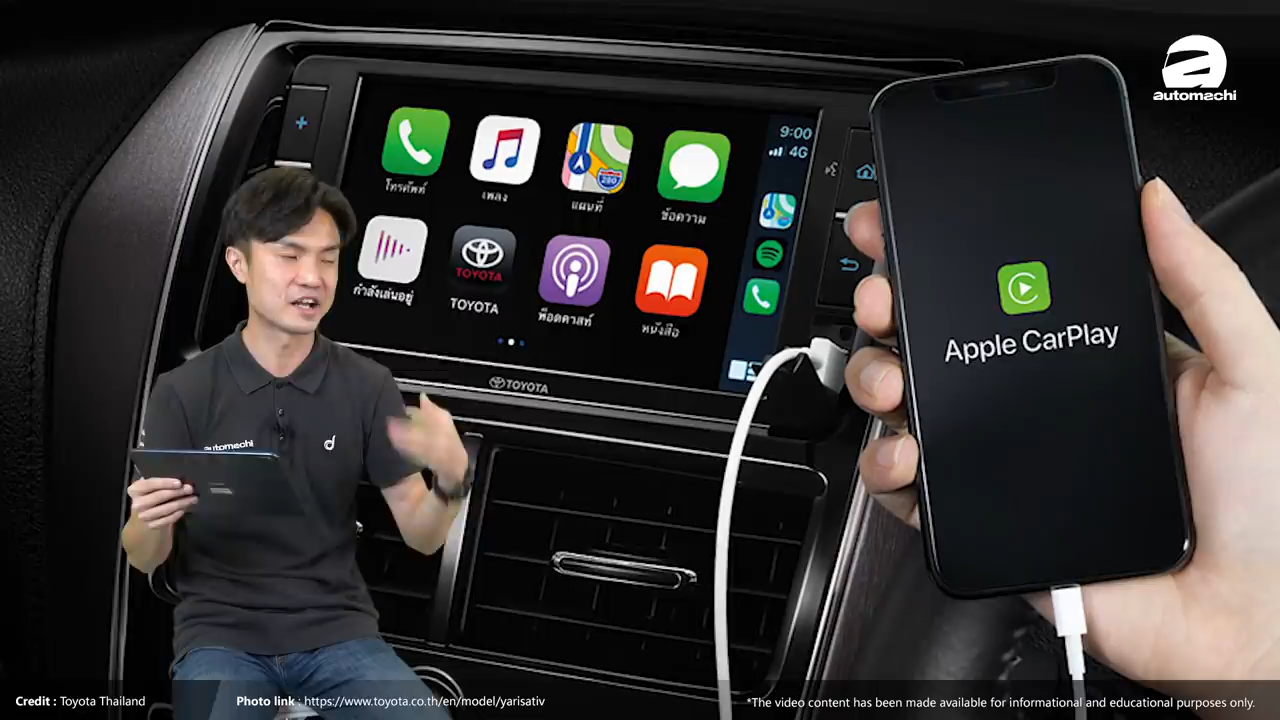 automachi
9:00
4G
โทรศัพท์
เพลง
แผนที่
280
ข้อความ
กำลังเล่นอยู่
TOYOTA
TOYOTA
พ็อดคาสท์
หนังสือ
TOYOTA
Apple CarPlay
automachi
Credit : Toyota Thailand
Photo link : https://www.toyota.co.th/en/model/yarisativ
*The video content has been made available for informational and educational purposes only.